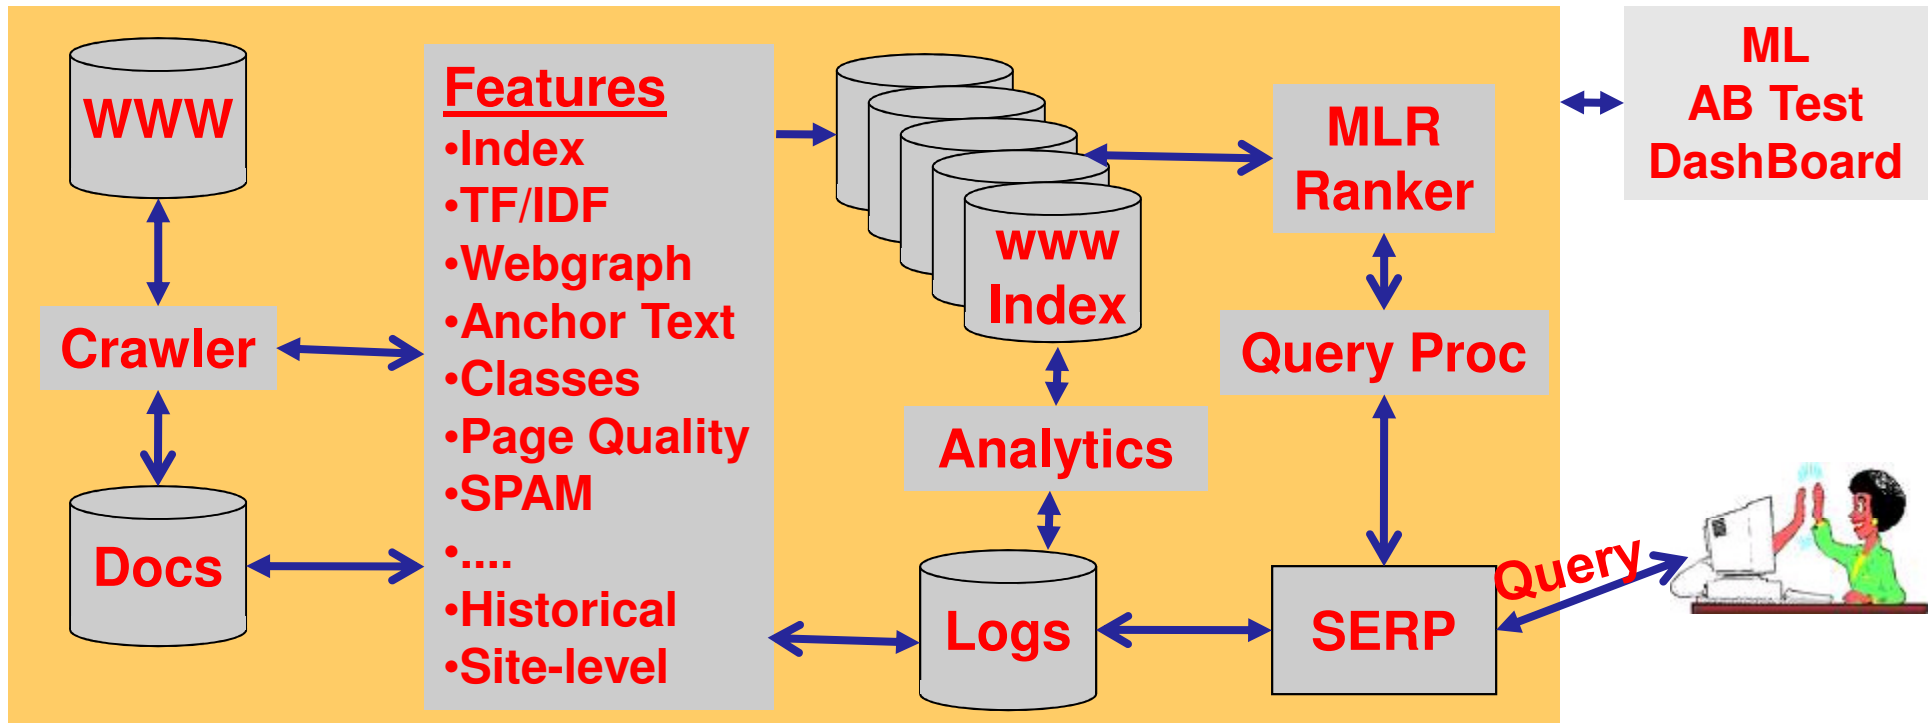 WWW
Crawler
Docs
Features
•Index
•TF/IDF
•Webgraph
•Anchor Text
•Classes
•Page Quality
•SPAM
•....
•Historical
•Site-level
www
Index
Analytics
Logs
MLR
Ranker
Query Proc
SERP
Query
ML
AB Test
DashBoard